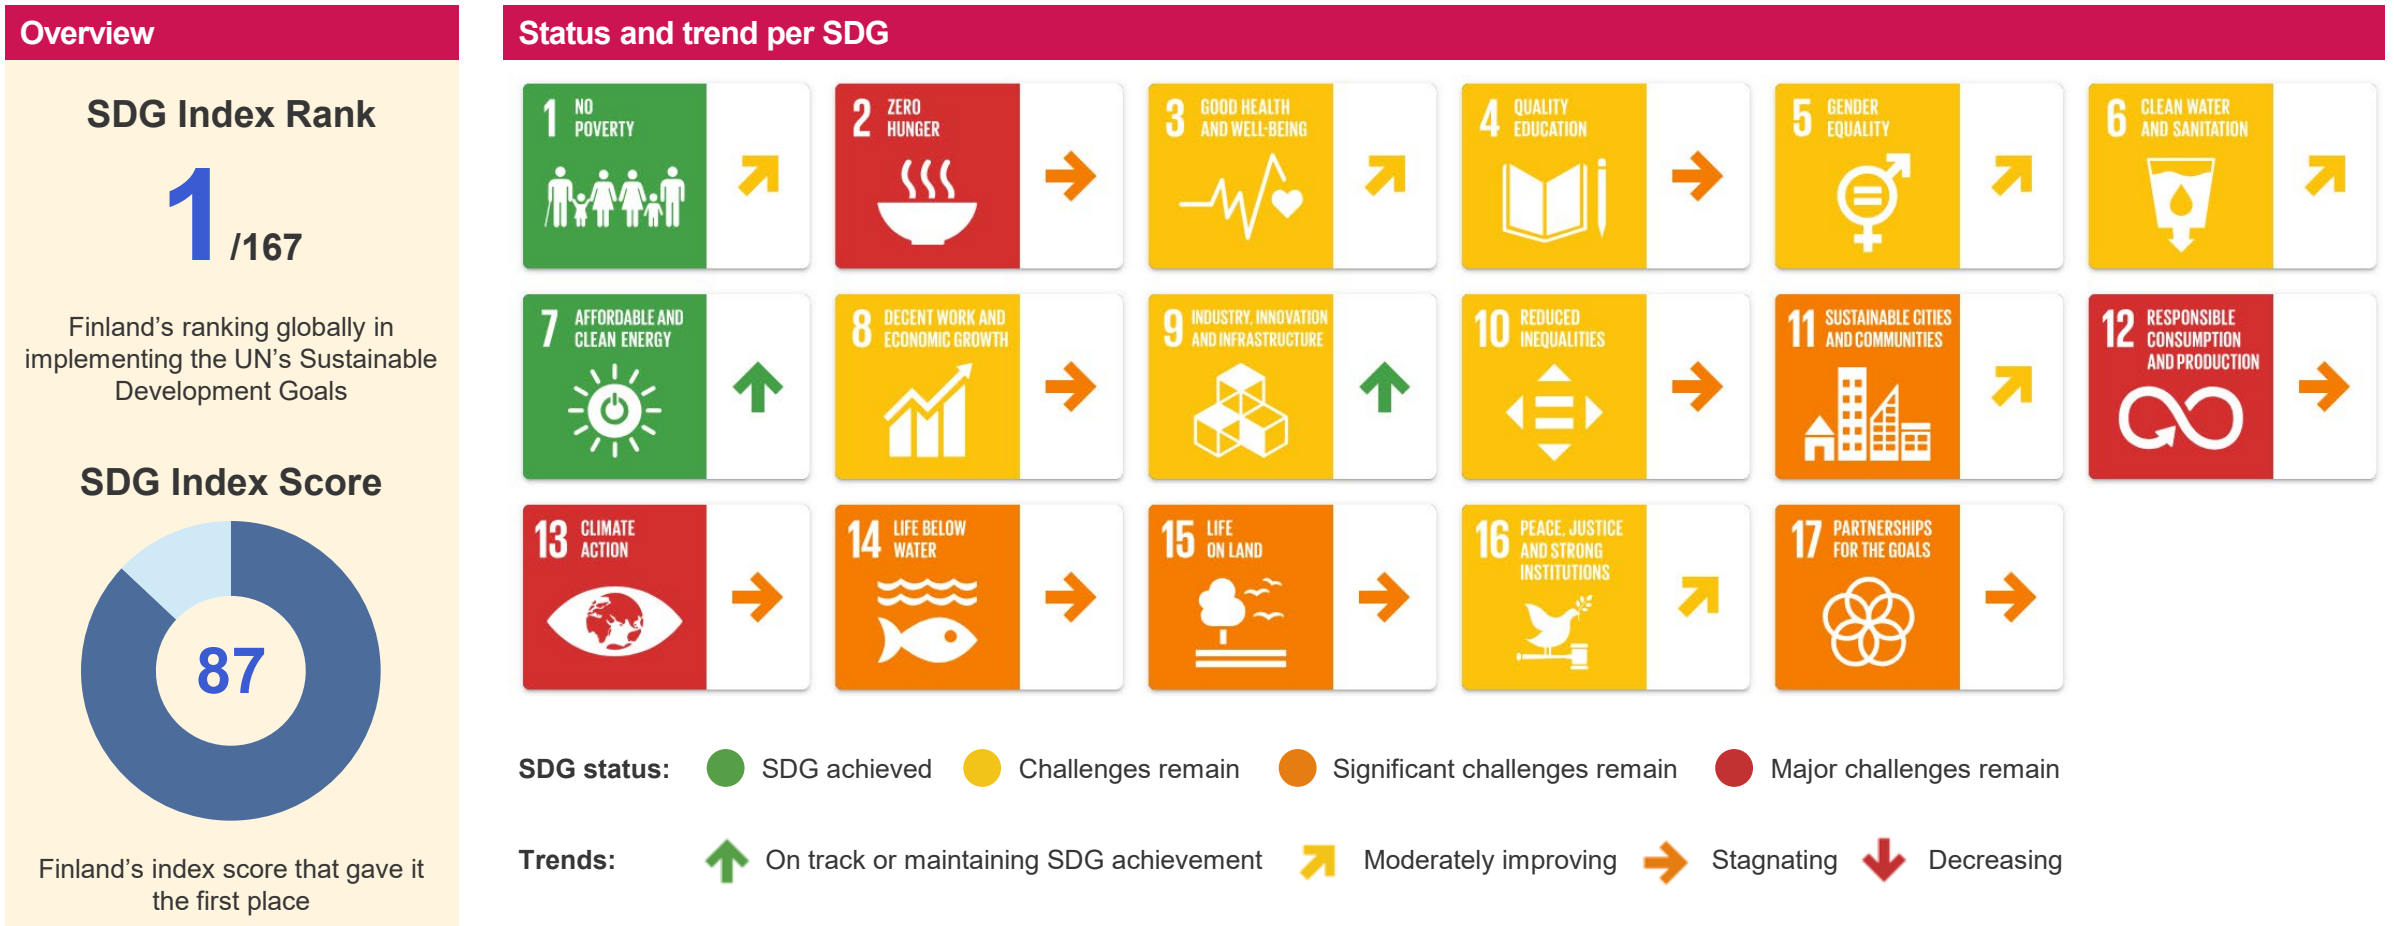 Overview
SDG Index Rank
1 /167
Finland’s ranking globally in
implementing the UN’s Sustainable
Development Goals
SDG Index Score
87
Finland’s index score that gave it
the first place
Status and trend per SDG
1 NO
POVERTY
2 ZERO
HUNGER
3 GOOD HEALTH
AND WELL-BEING
4 QUALITY
EDUCATION
5 GENDER
EQUALITY
6 CLEAN WATER
AND SANITATION
7 AFFORDABLE AND
CLEAN ENERGY
8 DECENT WORK AND
ECONOMIC GROWTH
9 INDUSTRY, INNOVATION
AND INFRASTRUCTURE
10 REDUCED
INEQUALITIES
11 SUSTAINABLE CITIES
AND COMMUNITIES
12 RESPONSIBLE
CONSUMPTION
AND PRODUCTION
13 CLIMATE
ACTION
14 LIFE BELOW
WATER
15 LIFE
ON LAND
16 PEACE, JUSTICE
AND STRONG
INSTITUTIONS
17 PARTNERSHIPS
FOR THE GOALS
SDG status: SDG achieved Challenges remain Significant challenges remain Major challenges remain
Trends: On track or maintaining SDG achievement Moderately improving Stagnating Decreasing